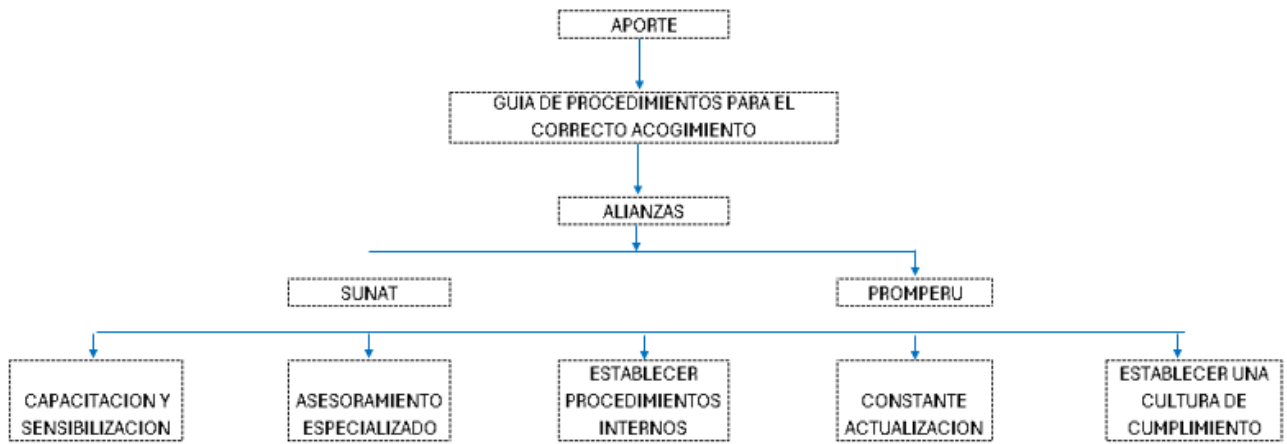 APORTE
GUIA DE PROCEDIMIENTOS PARA EL
CORRECTO ACOGIMIENTO
ALIANZAS
SUNAT
PROMPERU
CAPACITACION Y
SENSIBILIZACION
ASESORAMIENTO
ESPECIALIZADO
ESTABLECER
PROCEDIMIENTOS
INTERNOS
CONSTANTE
ACTUALIZACION
ESTABLECER UNA
CULTURA DE
CUMPLIMIENTO